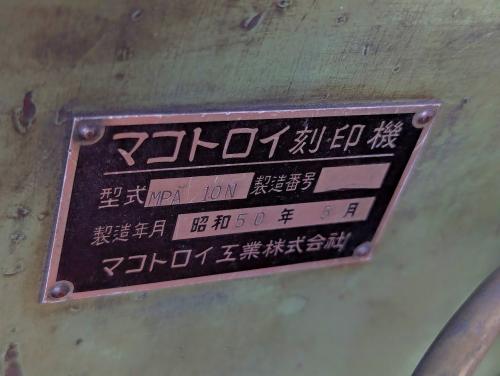 マコトロイ刻印機
型式 MPA 10N 製造番号
製造年月 昭和50年 5月
マコトロイ工業株式会社